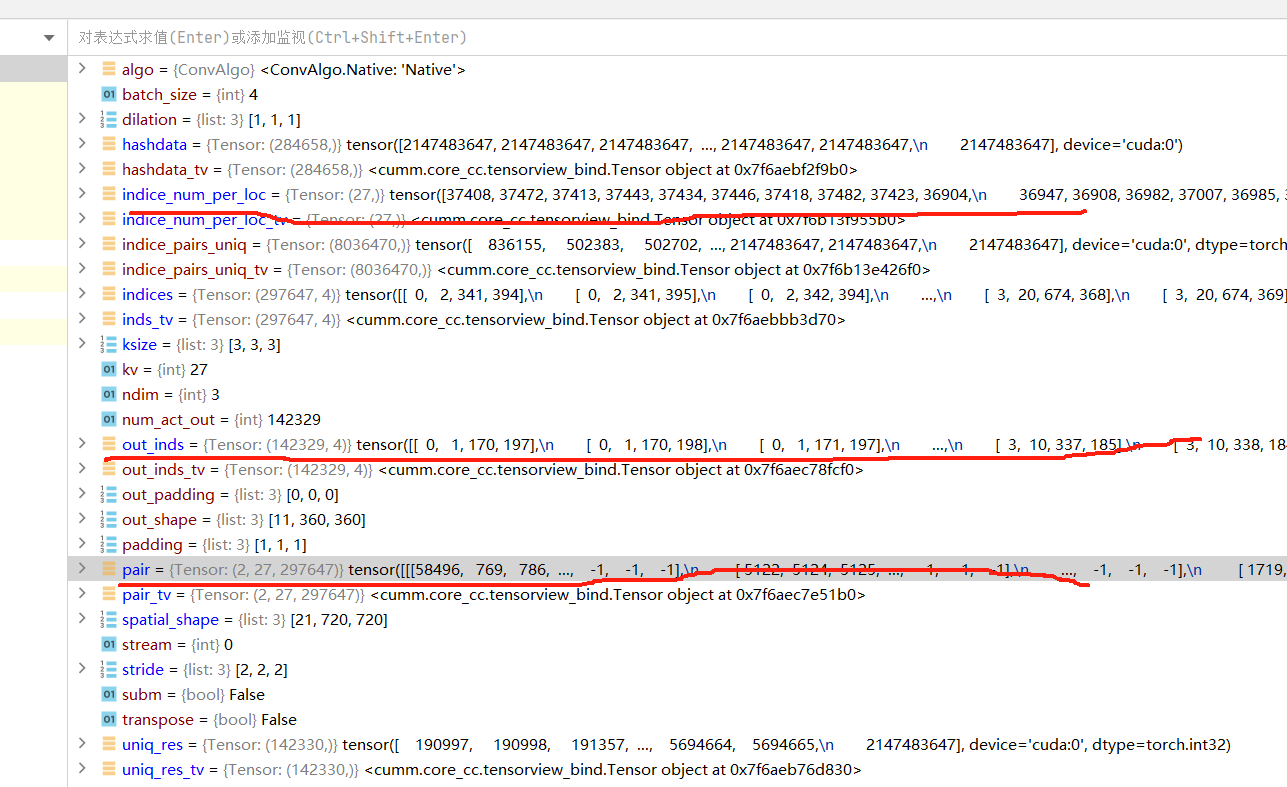 对表达式求值(Enter)或添加监视(Ctrl+Shift+Enter)
algo = {ConvAlgo} <ConvAlgo.Native: 'Native'>
batch_size = {int} 4
dilation = {list: 3} [1, 1, 1]
hashdata = {Tensor: (284658,)} tensor([2147483647, 2147483647, 2147483647, ..., 2147483647, 2147483647,\n 2147483647], device='cuda:0')
hashdata_tv = {Tensor: (284658,)} <cumm.core_cc.tensorview_bind.Tensor object at 0x7f6aebf2f9b0>
indice_num_per_loc = {Tensor: (27,)} tensor([37408, 37472, 37413, 37443, 37434, 37446, 37418, 37482, 37423, 36904,\n 36947, 36908, 36982, 37007, 36985, 3
indice_num_per_loc_tv = {Tensor: (27,)} <cumm.core_cc.tensorview_bind.Tensor object at 0x7f6b13f955b0>
indice_pairs_uniq = {Tensor: (8036470,)} tensor([ 836155, 502383, 502702, ..., 2147483647, 2147483647,\n 2147483647], device='cuda:0', dtype=torch
indice_pairs_uniq_tv = {Tensor: (8036470,)} <cumm.core_cc.tensorview_bind.Tensor object at 0x7f6b13e426f0>
indices = {Tensor: (297647, 4)} tensor([[ 0, 2, 341, 394],\n [ 0, 2, 341, 395],\n [ 0, 2, 342, 394],\n ...,\n [ 3, 20, 674, 368],\n [ 3, 20, 674, 369]
inds_tv = {Tensor: (297647, 4)} <cumm.core_cc.tensorview_bind.Tensor object at 0x7f6aebbb3d70>
ksize = {list: 3} [3, 3, 3]
kv = {int} 27
ndim = {int} 3
num_act_out = {int} 142329
out_inds = {Tensor: (142329, 4)} tensor([[ 0, 1, 170, 197],\n [ 0, 1, 170, 198],\n [ 0, 1, 171, 197],\n ...,\n [ 3, 10, 337, 185],\n [ 3, 10, 338, 184
out_inds_tv = {Tensor: (142329, 4)} <cumm.core_cc.tensorview_bind.Tensor object at 0x7f6aec78fcf0>
out_padding = {list: 3} [0, 0, 0]
out_shape = {list: 3} [11, 360, 360]
padding = {list: 3} [1, 1, 1]
pair = {Tensor: (2, 27, 297647)} tensor([[[58496, 769, 786, ..., -1, -1, -1],\n [ 5122, 5124, 5125, ..., -1, -1, -1],\n ..., -1, -1, -1],\n [ 1719,
pair_tv = {Tensor: (2, 27, 297647)} <cumm.core_cc.tensorview_bind.Tensor object at 0x7f6aec7e51b0>
spatial_shape = {list: 3} [21, 720, 720]
stream = {int} 0
stride = {list: 3} [2, 2, 2]
subm = {bool} False
transpose = {bool} False
uniq_res = {Tensor: (142330,)} tensor([ 190997, 190998, 191357, ..., 5694664, 5694665,\n 2147483647], device='cuda:0', dtype=torch.int32)
uniq_res_tv = {Tensor: (142330,)} <cumm.core_cc.tensorview_bind.Tensor object at 0x7f6aeb76d830>